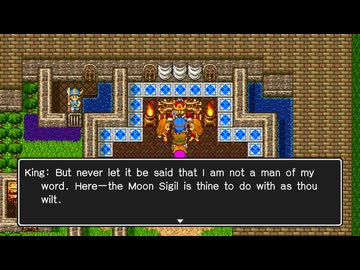 King: But never let it be said that I am not a man of my
word. Here—the Moon Sigil is thine to do with as thou
wilt.